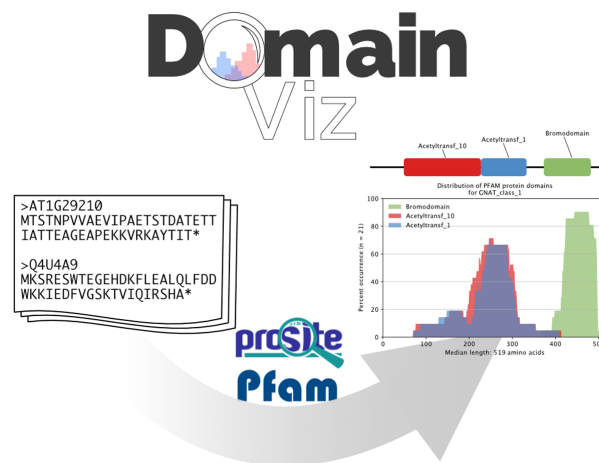 Domain
Viz
Acetyltransf_10
Acetyltransf_1
Bromodomain
Distribution of PFAM protein domains
for GNAT_class_1
Bromodomain
Acetyltransf_10
Acetyltransf_1
Percent occurrence (n = 21)
100
80
60
40
20
0
0 100 200 300 400 500
Median length: 519 amino acids
>AT1G29210
MTSTNPVVAEVIPAETSTDATETT
IATTEAGEAPEKKVRKAYTIT*
>Q4U4A9
MKSRESWTEGEHDKFLEALQLFDD
WKKIEDFVGSKTVIQIRSHA*
prosite
Pfam